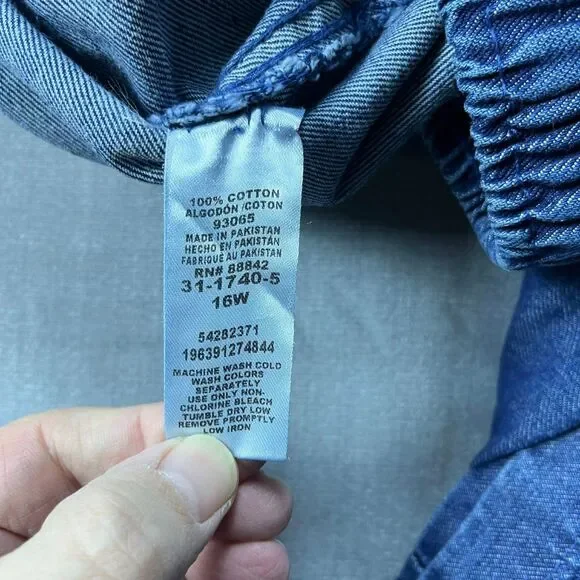 100% COTTON
ALGODÓN /COTON
93065
MADE IN PAKISTAN
HECHO EN PAKISTÁN
FABRIQUÉ AU PAKISTAN
RN# 88842
31-1740-5
16W
54282371
196391274844
MACHINE WASH COLD
WASH COLORS
SEPARATELY
USE ONLY NON-
CHLORINE BLEACH
TUMBLE DRY LOW
REMOVE PROMPTLY
LOW IRON